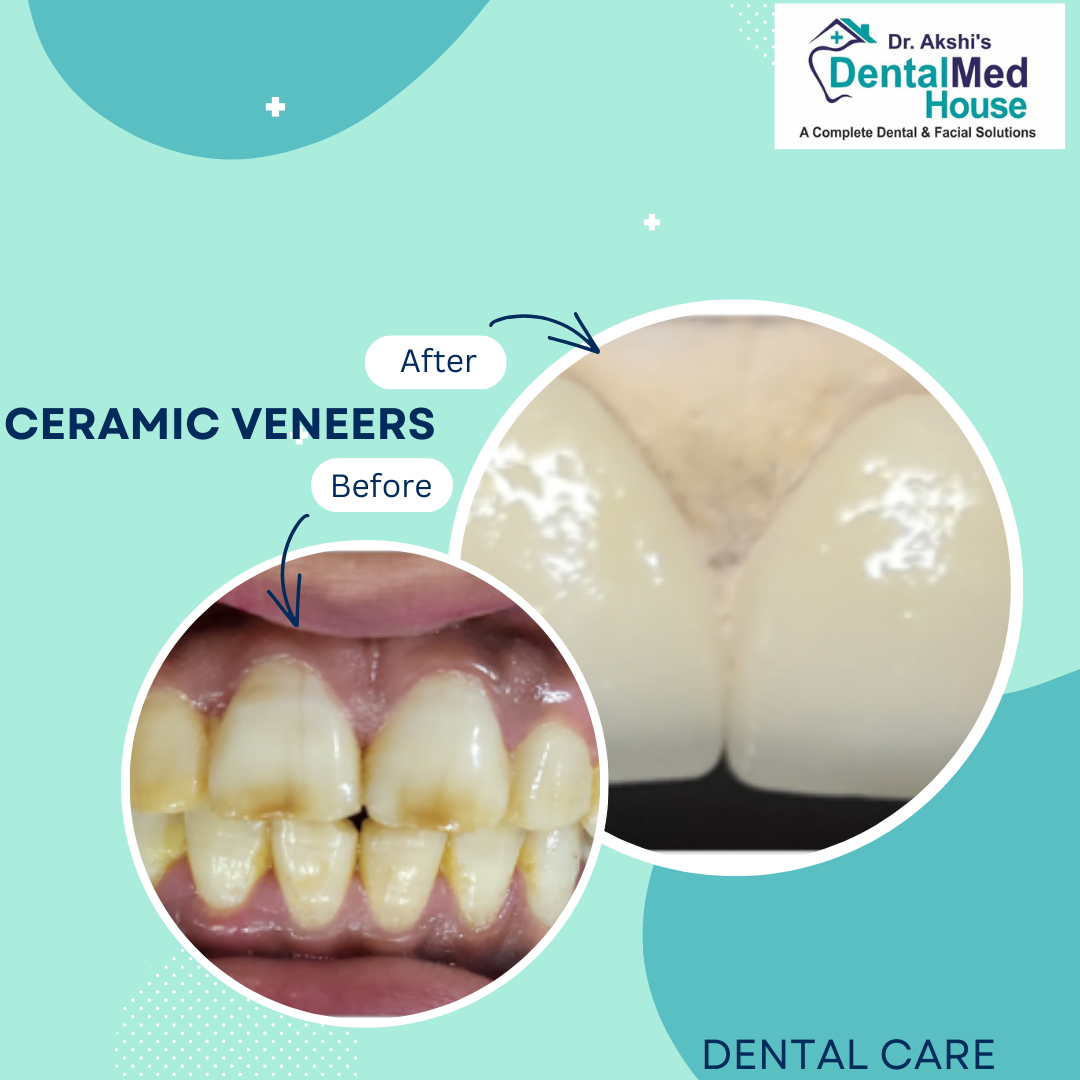 Dr. Akshi's
DentalMed
House
A Complete Dental & Facial Solutions
After
CERAMIC VENEERS
Before
DENTAL CARE